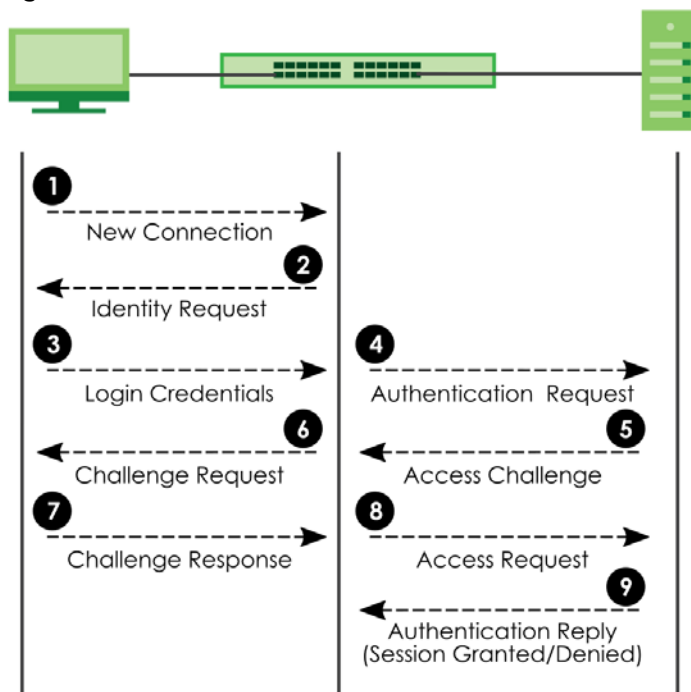 1
New Connection
2
Identity Request
3
Login Credentials
4
Authentication Request
5
Access Challenge
6
Challenge Request
7
Challenge Response
8
Access Request
9
Authentication Reply
(Session Granted/Denied)